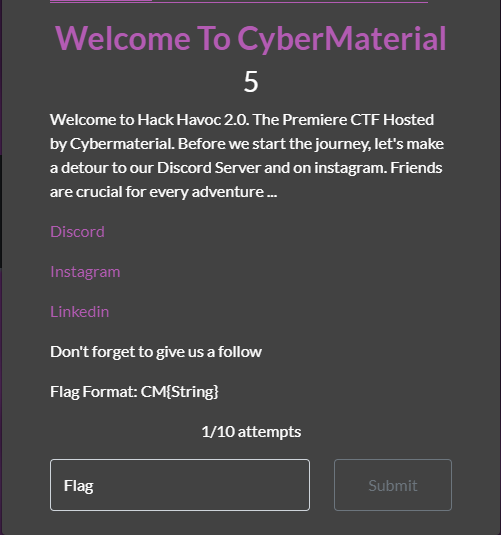 Welcome To CyberMaterial
5
Welcome to Hack Havoc 2.0. The Premiere CTF Hosted
by Cybermaterial. Before we start the journey, let's make
a detour to our Discord Server and on instagram. Friends
are crucial for every adventure ...
Discord
Instagram
Linkedin
Don't forget to give us a follow
Flag Format: CM{String}
1/10 attempts
Flag
Submit